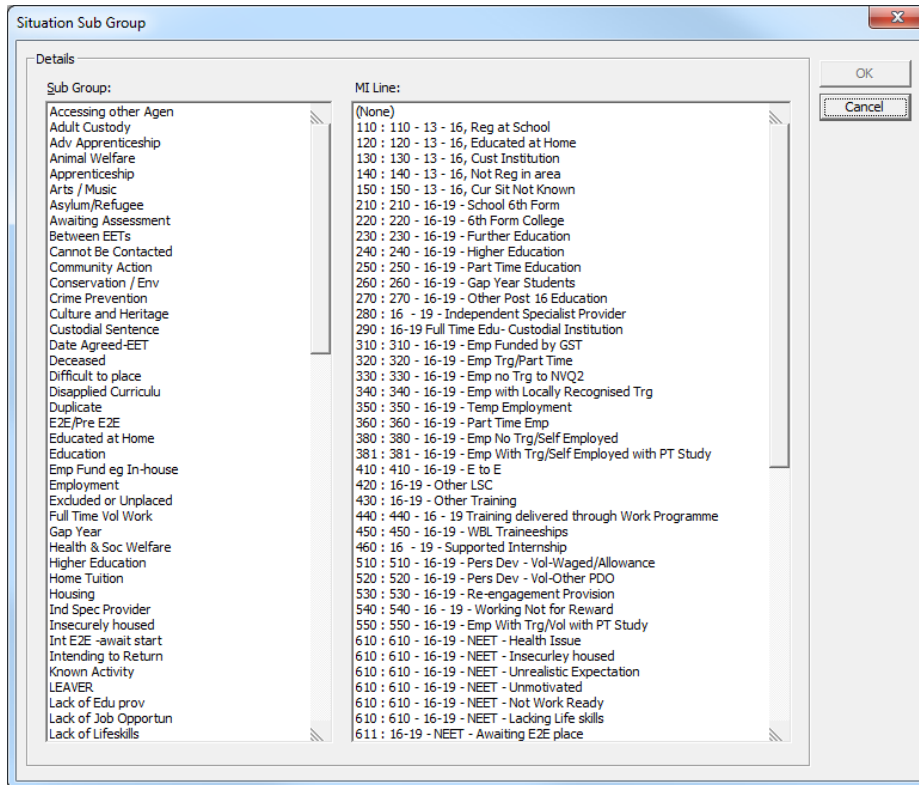 Situation Sub Group
Details
Sub Group:
Accessing other Agen
Adult Custody
Adv Apprenticeship
Animal Welfare
Apprenticeship
Arts / Music
Asylum/Refugee
Awaiting Assessment
Between EETs
Cannot Be Contacted
Community Action
Conservation / Env
Crime Prevention
Culture and Heritage
Custodial Sentence
Date Agreed-EET
Deceased
Difficult to place
Disapplied Curriculu
Duplicate
E2E/Pre E2E
Educated at Home
Education
Emp Fund eg In-house
Employment
Excluded or Unplaced
Full Time Vol Work
Gap Year
Health & Soc Welfare
Higher Education
Home Tuition
Housing
Ind Spec Provider
Insecurely housed
Int E2E -await start
Intending to Return
Known Activity
LEAVER
Lack of Edu prov
Lack of Job Opportun
Lack of Lifeskills
MI Line:
(None)
110 : 110 - 13 - 16, Reg at School
120 : 120 - 13 - 16, Educated at Home
130 : 130 - 13 - 16, Cust Institution
140 : 140 - 13 - 16, Not Reg in area
150 : 150 - 13 - 16, Cur Sit Not Known
210 : 210 - 16-19 - School 6th Form
220 : 220 - 16-19 - 6th Form College
230 : 230 - 16-19 - Further Education
240 : 240 - 16-19 - Higher Education
250 : 250 - 16-19 - Part Time Education
260 : 260 - 16-19 - Gap Year Students
270 : 270 - 16-19 - Other Post 16 Education
280 : 16  - 19 - Independent Specialist Provider
290 : 16-19 Full Time Edu- Custodial Institution
310 : 310 - 16-19 - Emp Funded by GST
320 : 320 - 16-19 - Emp Trg/Part Time
330 : 330 - 16-19 - Emp no Trg to NVQ2
340 : 340 - 16-19 - Emp with Locally Recognised Trg
350 : 350 - 16-19 - Temp Employment
360 : 360 - 16-19 - Part Time Emp
380 : 380 - 16-19 - Emp No Trg/Self Employed
381 : 381 - 16-19 - Emp With Trg/Self Employed with PT Study
410 : 410 - 16-19 - E to E
420 : 16-19 - Other LSC
430 : 16-19 - Other Training
440 : 440 - 16 - 19 Training delivered through Work Programme
450 : 450 - 16-19 - WBL Traineeships
460 : 16  - 19 - Supported Internship
510 : 510 - 16-19 - Pers Dev - Vol-Waged/Allowance
520 : 520 - 16-19 - Pers Dev - Vol-Other PDO
530 : 530 - 16-19 - Re-engagement Provision
540 : 540 - 16 - 19 - Working Not for Reward
550 : 550 - 16-19 - Emp With Trg/Vol with PT Study
610 : 610 - 16-19 - NEET - Health Issue
610 : 610 - 16-19 - NEET - Insecurley housed
610 : 610 - 16-19 - NEET - Unrealistic Expectation
610 : 610 - 16-19 - NEET - Unmotivated
610 : 610 - 16-19 - NEET - Not Work Ready
610 : 610 - 16-19 - NEET - Lacking Life skills
611 : 16-19 - NEET - Awaiting E2E place
OK
Cancel